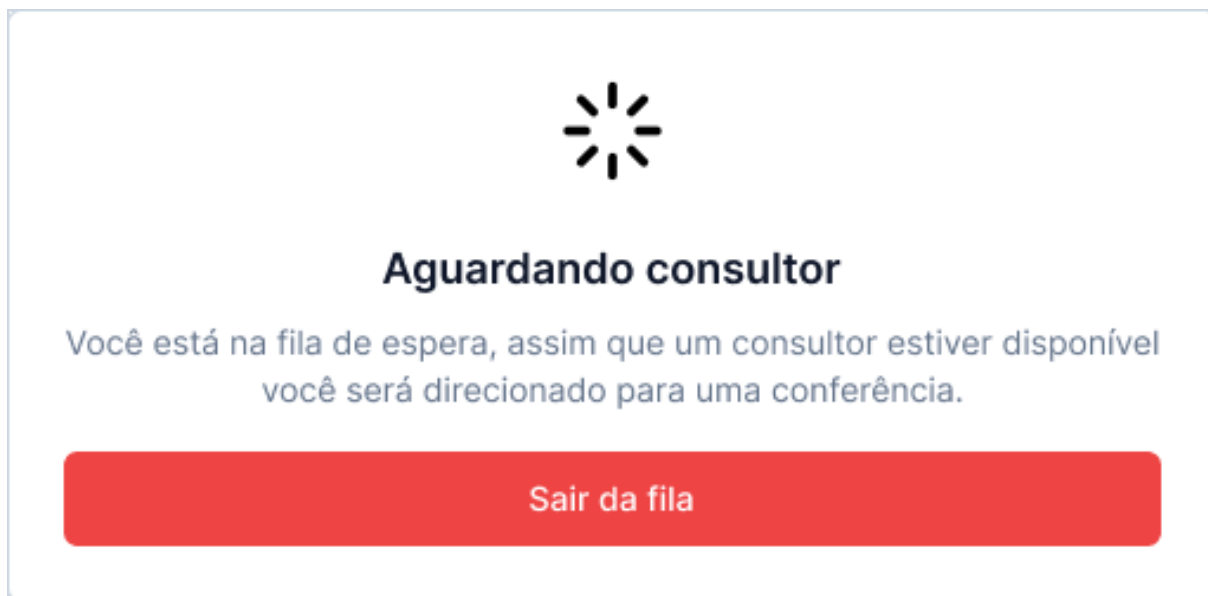 Aguardando consultor
Você está na fila de espera, assim que um consultor estiver disponível
você será direcionado para uma conferência.
Sair da fila